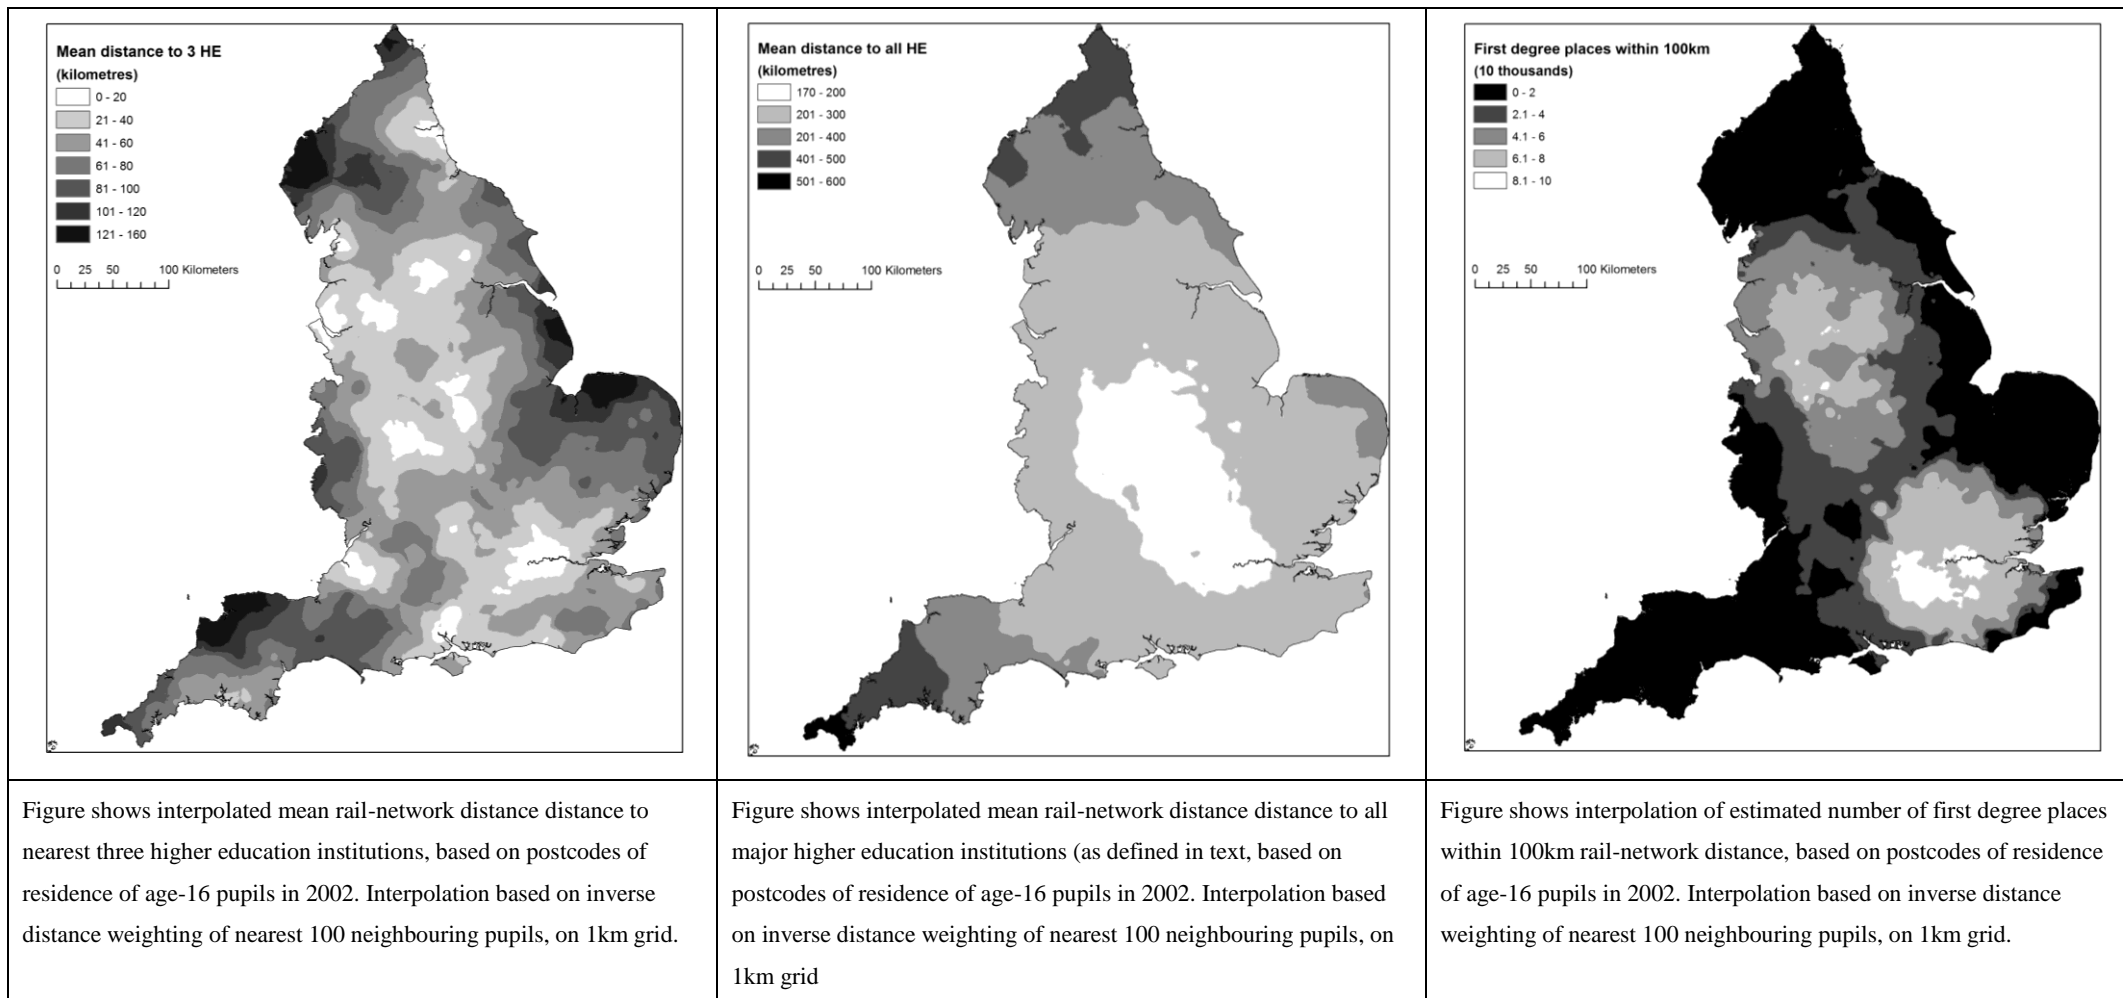 Mean distance to 3 HE
(kilometres)
0 - 20
21 - 40
41 - 60
61 - 80
81 - 100
101 - 120
121 - 160
0 25 50 100 Kilometers
Mean distance to all HE
(kilometres)
170 - 200
201 - 300
201 - 400
401 - 500
501 - 600
0 25 50 100 Kilometers
First degree places within 100km
(10 thousands)
0 - 2
2.1 - 4
4.1 - 6
6.1 - 8
8.1 - 10
0 25 50 100 Kilometers
Figure shows interpolated mean rail-network distance distance to
nearest three higher education institutions, based on postcodes of
residence of age-16 pupils in 2002. Interpolation based on inverse
distance weighting of nearest 100 neighbouring pupils, on 1km grid.
Figure shows interpolated mean rail-network distance distance to all
major higher education institutions (as defined in text, based on
postcodes of residence of age-16 pupils in 2002. Interpolation based
on inverse distance weighting of nearest 100 neighbouring pupils, on
1km grid
Figure shows interpolation of estimated number of first degree places
within 100km rail-network distance, based on postcodes of residence
of age-16 pupils in 2002. Interpolation based on inverse distance
weighting of nearest 100 neighbouring pupils, on 1km grid.